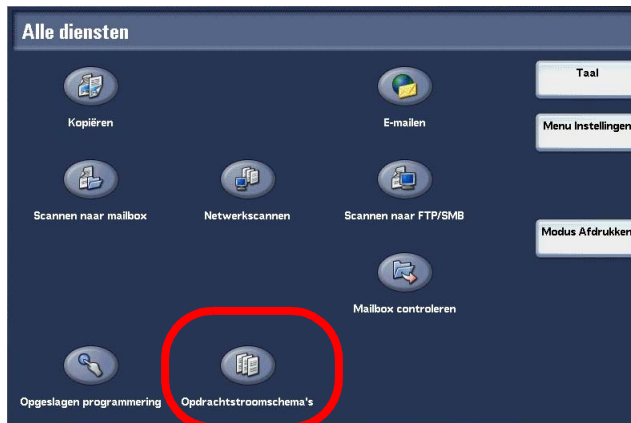 Alle diensten
Taal
Kopiëren
E-mailen
Menu Instellingen
Scannen naar mailbox
Netwerkscannen
Scannen naar FTP/SMB
Modus Afdrukken
Mailbox controleren
Opgeslagen programmering
Opdrachtstroomschema's